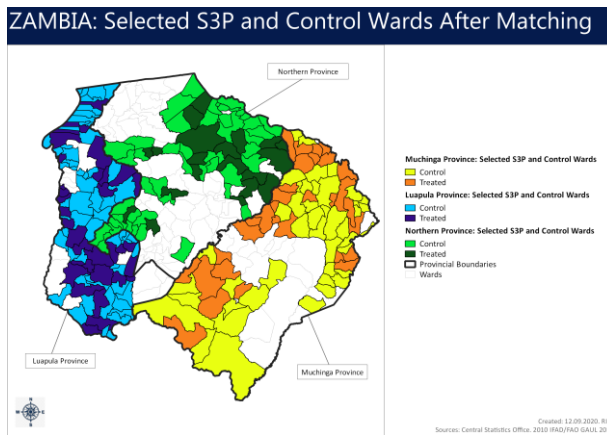 ZAMBIA: Selected S3P and Control Wards After Matching
Northern Province
Muchinga Province: Selected S3P and Control Wards
Control
Treated
Luapula Province: Selected S3P and Control Wards
Control
Treated
Northern Province: Selected S3P and Control Wards
Control
Treated
Provincial Boundaries
Wards
Luapula Province
Muchinga Province
N
W E
S
Created: 12.09.2020. RI
Sources: Central Statistics Office. 2010 IFAD/FAO GAUL 20